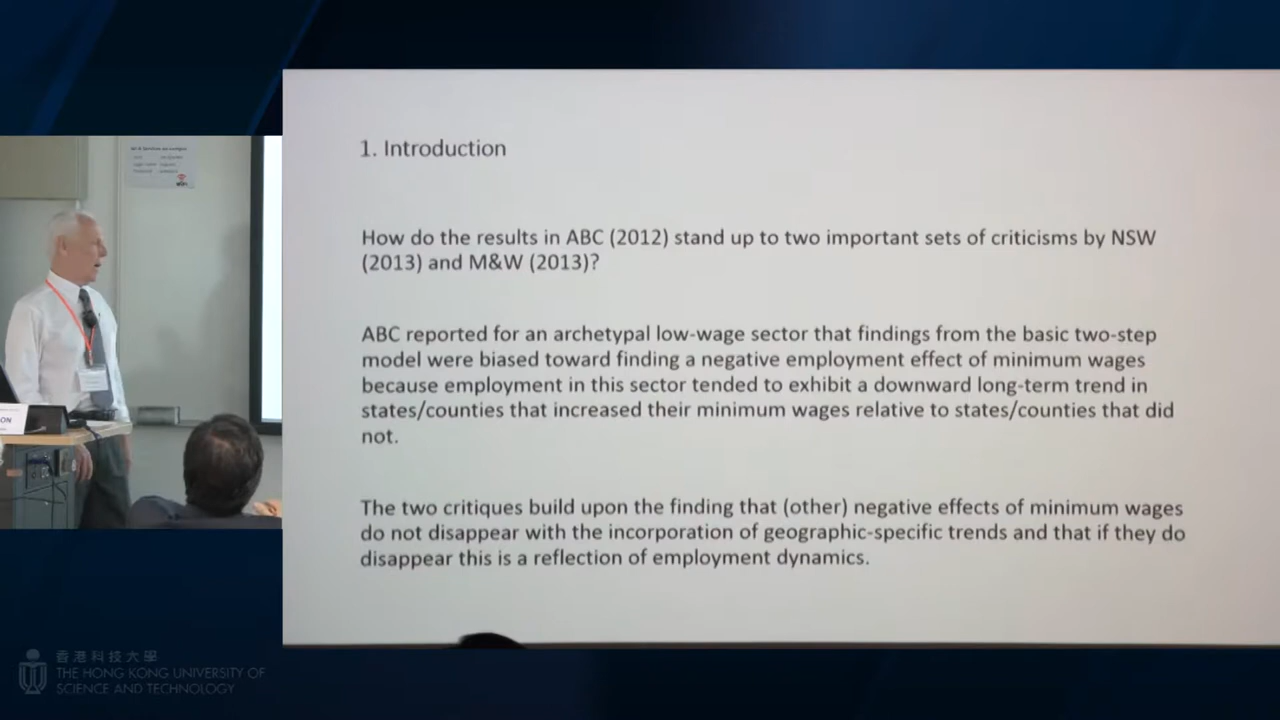 1. Introduction
How do the results in ABC (2012) stand up to two important sets of criticisms by NSW
(2013) and M&W (2013)?
ABC reported for an archetypal low-wage sector that findings from the basic two-step
model were biased toward finding a negative employment effect of minimum wages
because employment in this sector tended to exhibit a downward long-term trend in
states/counties that increased their minimum wages relative to states/counties that did
not.
The two critiques build upon the finding that (other) negative effects of minimum wages
do not disappear with the incorporation of geographic-specific trends and that if they do
disappear this is a reflection of employment dynamics.
ON
香港科技大學
THE HONG KONG UNIVERSITY OF
SCIENCE AND TECHNOLOGY